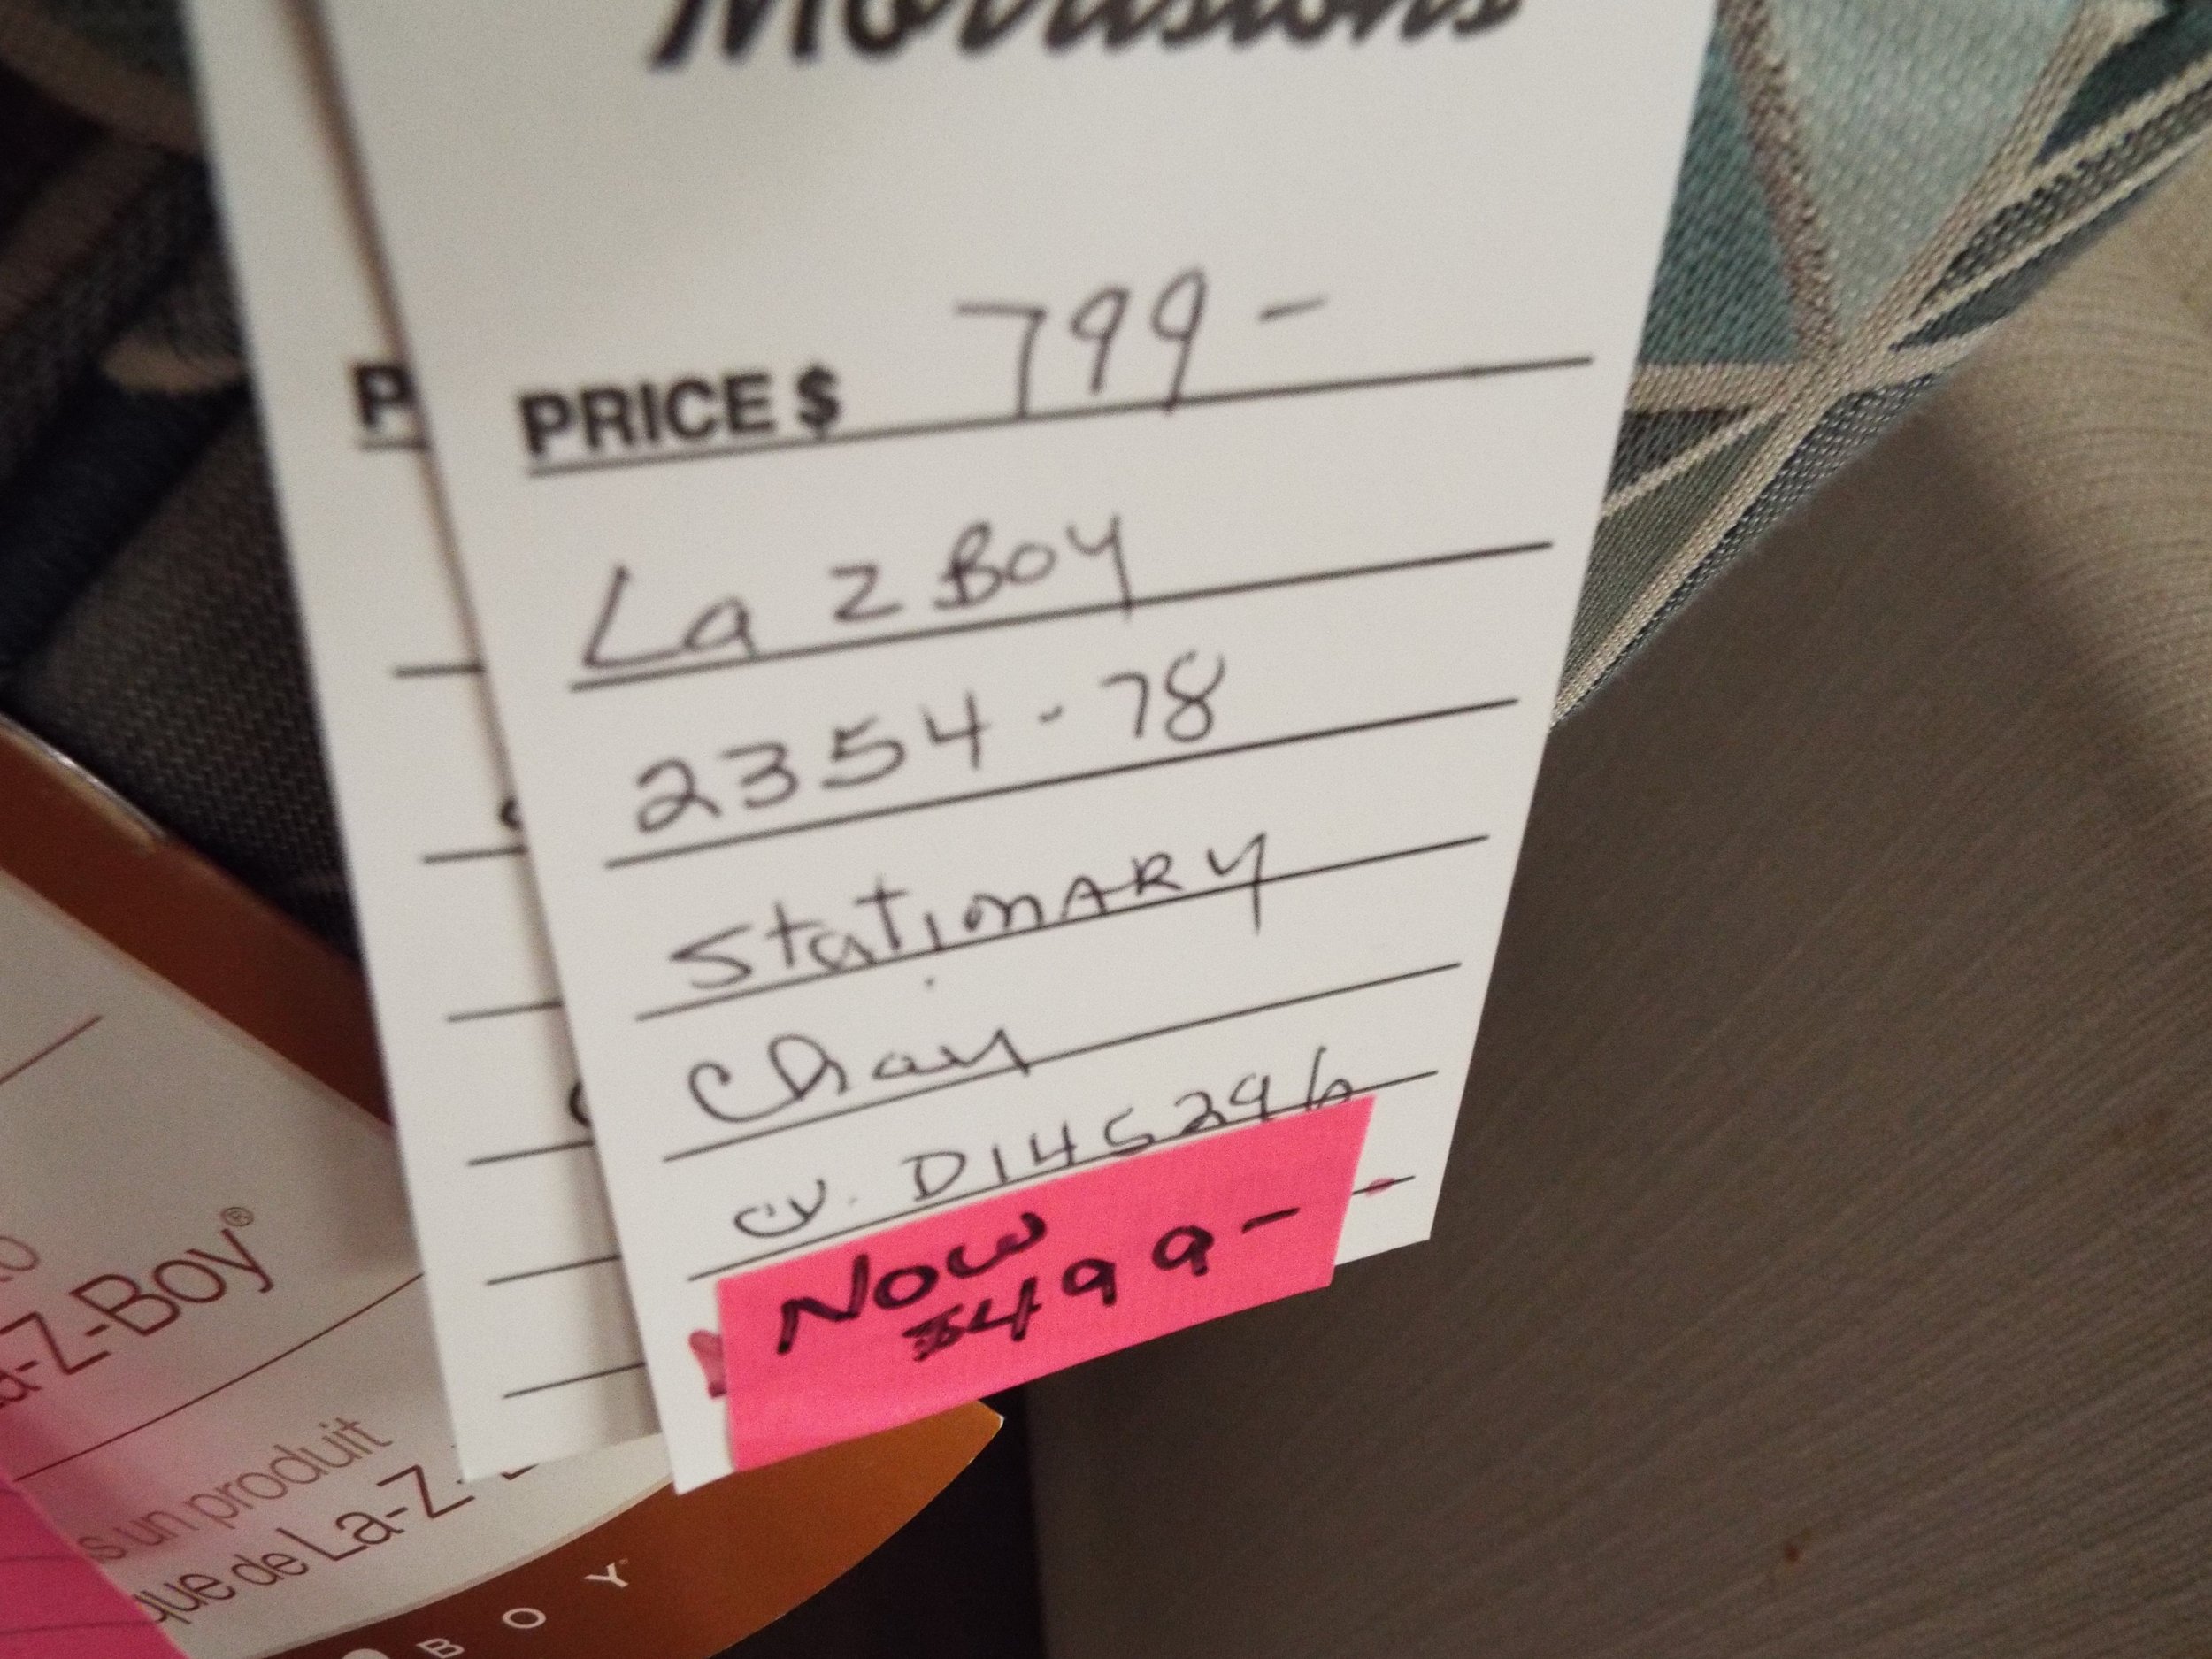 Morrisons
PRICE $ 799-
La Z Boy
2354-78
Stationary
Chair
cv. D145296
Now
$499-
P
-Z-Boy®
s un produit
que de La-Z-
BOY